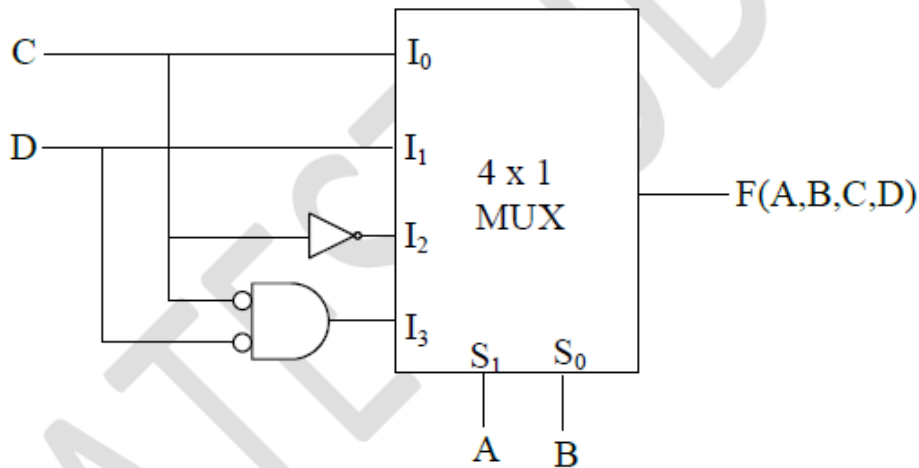 C
I₀
D
I₁
4 x 1
MUX
F(A,B,C,D)
I₂
I₃
S₁ S₀
A B